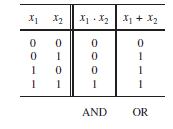 x₁ x₂ x₁ · x₂ x₁ + x₂
0 0 0 0
0 1 0 1
1 0 0 1
1 1 1 1
AND OR